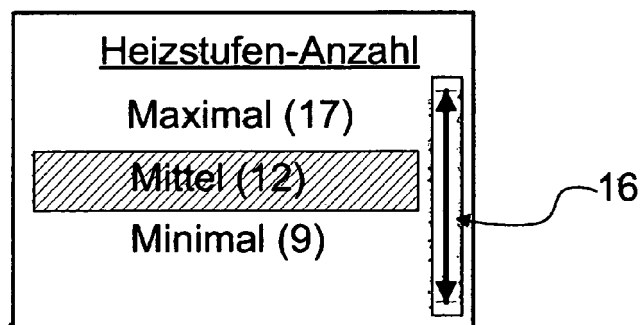 Heizstufen-Anzahl
Maximal (17)
Mittel (12)
Minimal (9)
16